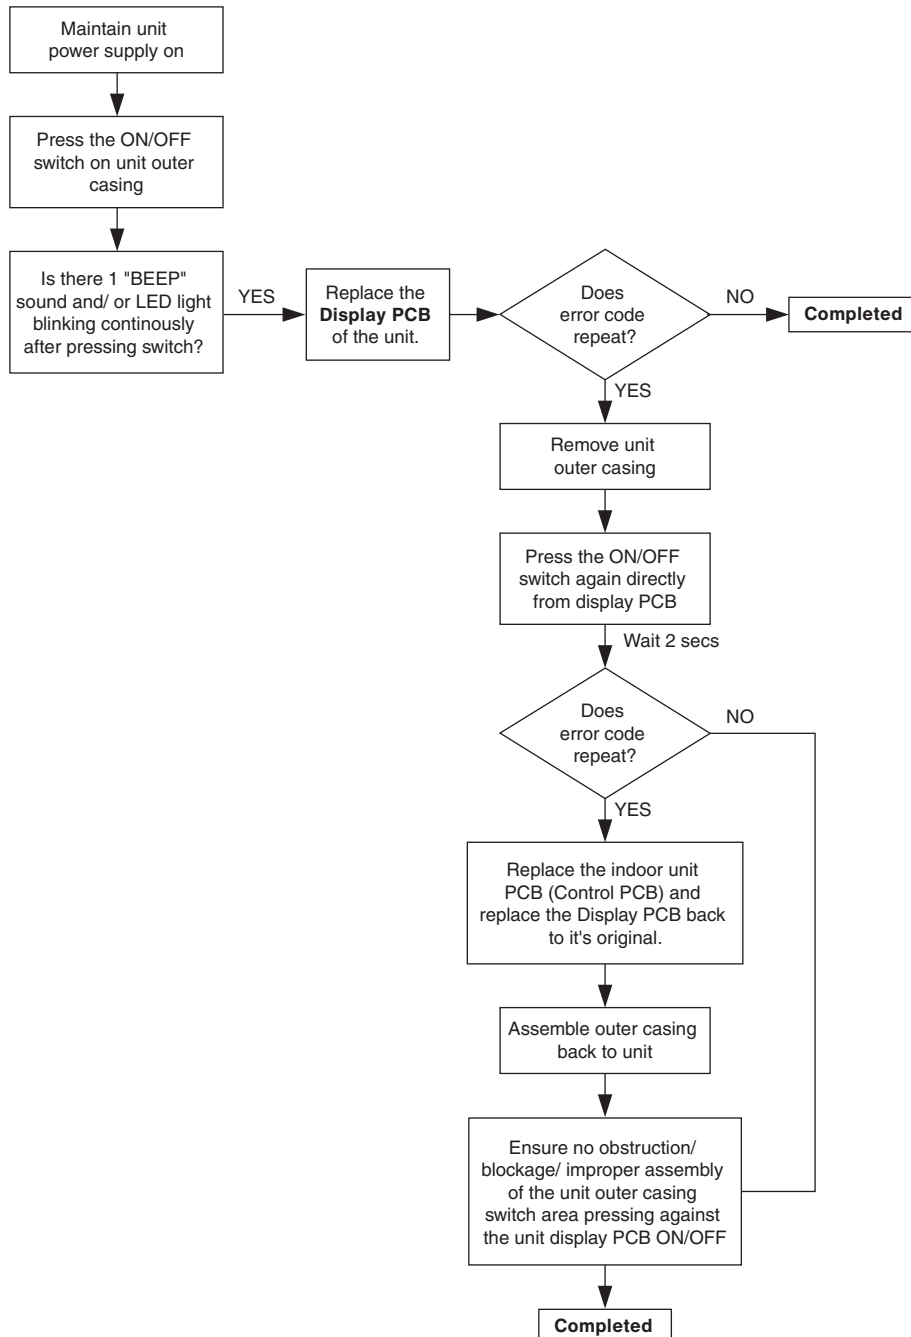 Maintain unit
power supply on
Press the ON/OFF
switch on unit outer
casing
Is there 1 "BEEP"
sound and/ or LED light
blinking continously
after pressing switch?
YES
Replace the
Display PCB
of the unit.
Does
error code
repeat?
NO
Completed
YES
Remove unit
outer casing
Press the ON/OFF
switch again directly
from display PCB
Wait 2 secs
Does
error code
repeat?
NO
YES
Replace the indoor unit
PCB (Control PCB) and
replace the Display PCB back
to it's original.
Assemble outer casing
back to unit
Ensure no obstruction/
blockage/ improper assembly
of the unit outer casing
switch area pressing against
the unit display PCB ON/OFF
Completed